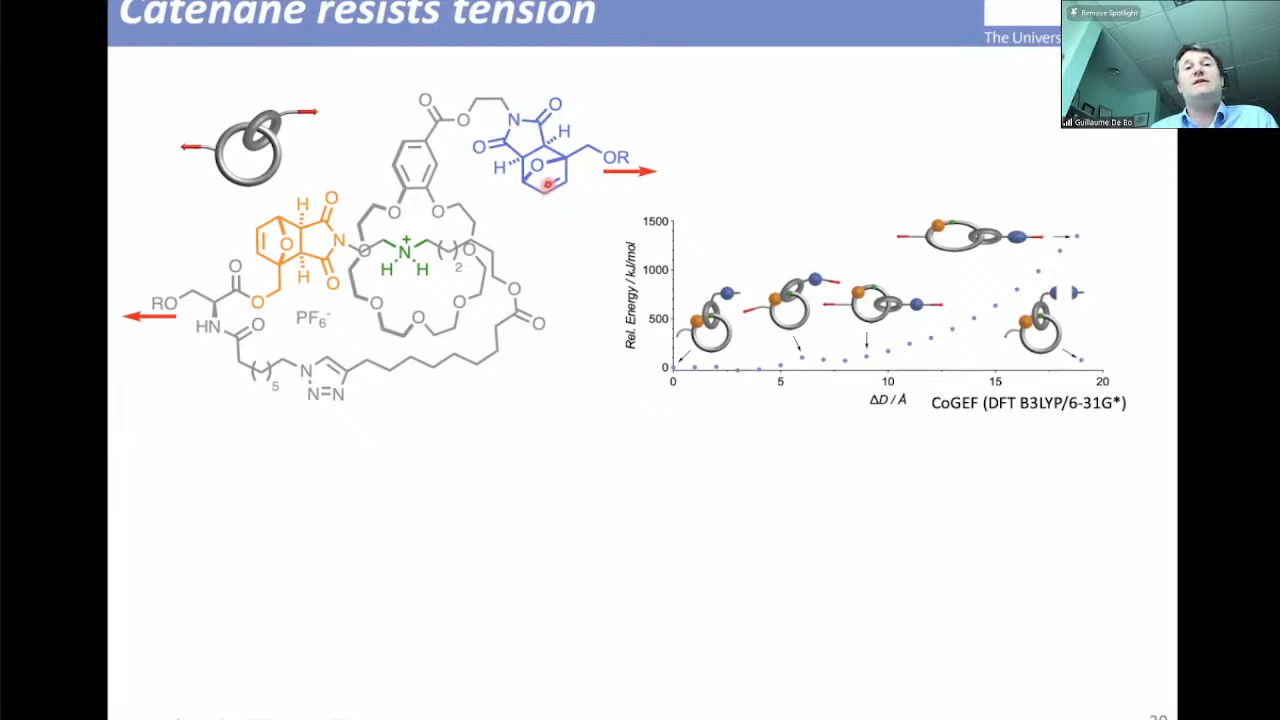 Catenane resists tension
The Univers
Remove Spotlight
Guillaume De Bo
O
O
N
O
O
H
H
O
OR
H
O
O
N
H
O
O
O
O
O
N
+
H H
2
O
O
O
O
O
O
O
RO
O
HN
O
PF6-
5
N
N=N
1500
1000
500
0
Rel. Energy / kJ/mol
0 5 10 15 20
ΔD / Å
CoGEF (DFT B3LYP/6-31G*)